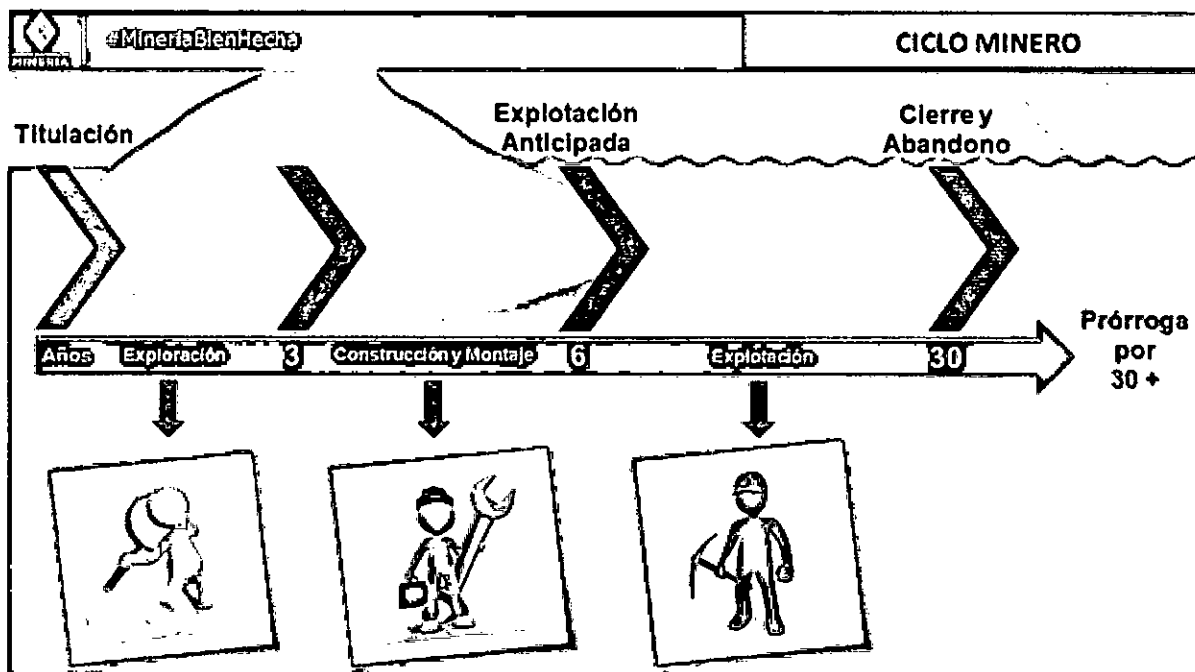 MINERÍA
#MineríaBienHecha
CICLO MINERO
Titulación
Explotación
Anticipada
Cierre y
Abandono
Años
Exploración
3
Construcción y Montaje
6
Explotación
30
Prórroga
por
30 +